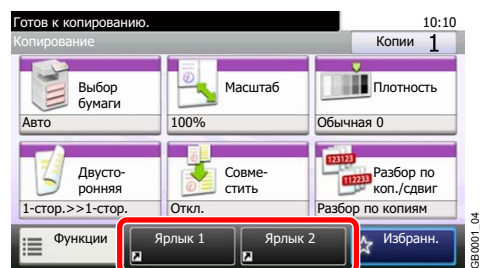 Готов к копированию.
10:10
Копирование
Копии 1
Выбор
бумаги
Авто
Масштаб
100%
Плотность
Обычная 0
Двусто-
ронняя
1-стор.>>1-стор.
Совме-
стить
Откл.
123123
112233
Разбор по
коп./сдвиг
Разбор по копиям
Функции
Ярлык 1
Ярлык 2
Избранн.
GB0001_04